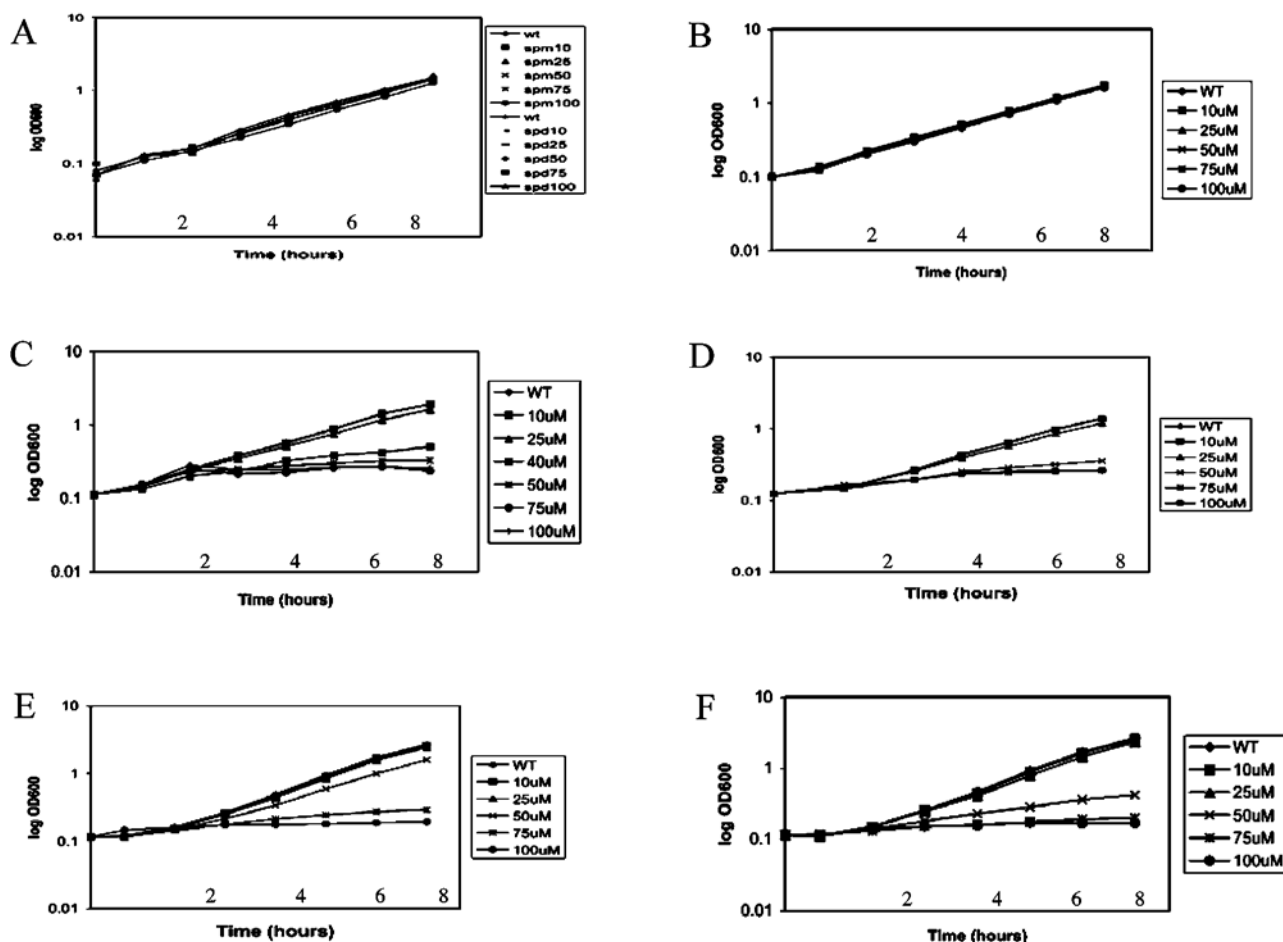 A
10
1
0.1
0.01
log OD600
2 4 6 8
Time (hours)
wt
spm10
spm25
spm50
spm75
spm100
wt
spd10
spd25
spd50
spd75
spd100
B
10
1
0.1
0.01
log OD600
2 4 6 8
Time (hours)
WT
10uM
25uM
50uM
75uM
100uM
C
10
1
0.1
0.01
log OD600
2 4 6 8
Time (hours)
WT
10uM
25uM
40uM
50uM
75uM
100uM
D
10
1
0.1
0.01
log OD600
2 4 6 8
Time (hours)
WT
10uM
25uM
50uM
75uM
100uM
E
10
1
0.1
0.01
log OD600
2 4 6 8
Time (hours)
WT
10uM
25uM
50uM
75uM
100uM
F
10
1
0.1
0.01
log OD600
2 4 6 8
Time (hours)
WT
10uM
25uM
50uM
75uM
100uM